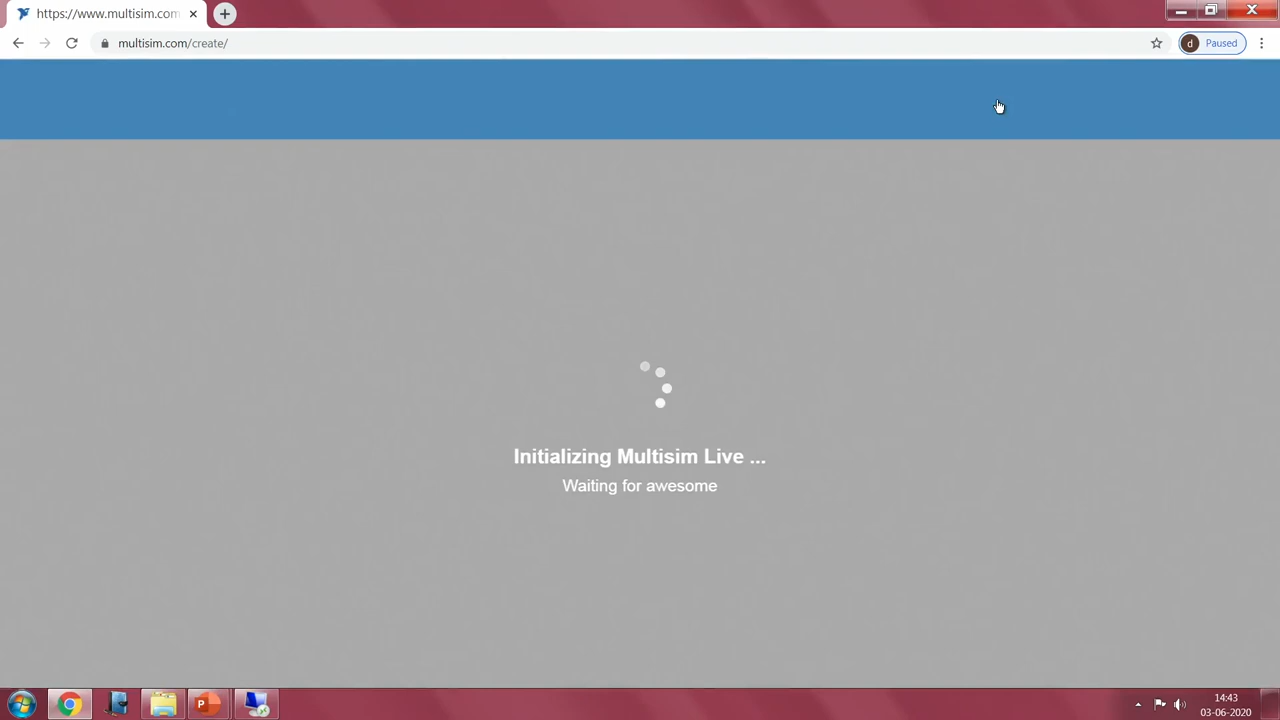 https://www.multisim.com
multisim.com/create/
d
Paused
Initializing Multisim Live ...
Waiting for awesome
P
14:43
03-06-2020